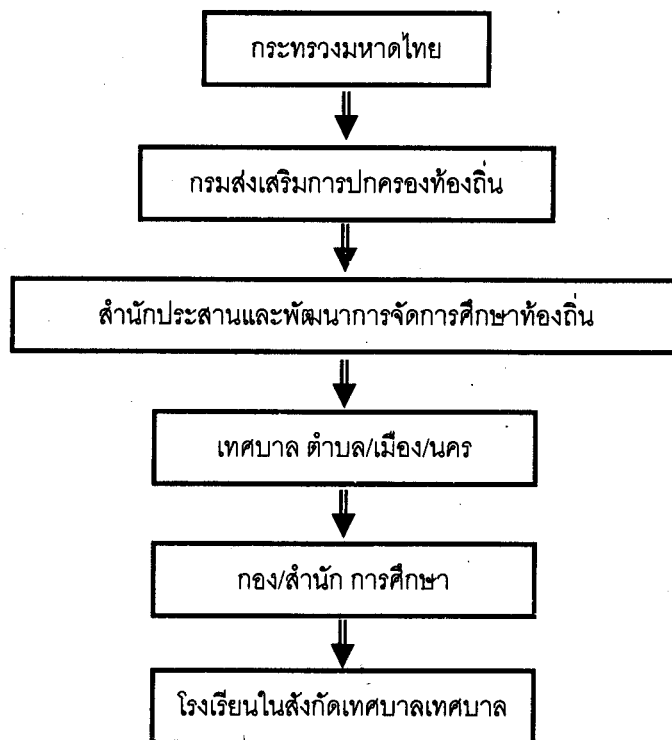 กระทรวงมหาดไทย
กรมส่งเสริมการปกครองท้องถิ่น
สำนักประสานและพัฒนาการจัดการศึกษาท้องถิ่น
เทศบาล ตำบล/เมือง/นคร
กอง/สำนัก การศึกษา
โรงเรียนในสังกัดเทศบาลเทศบาล